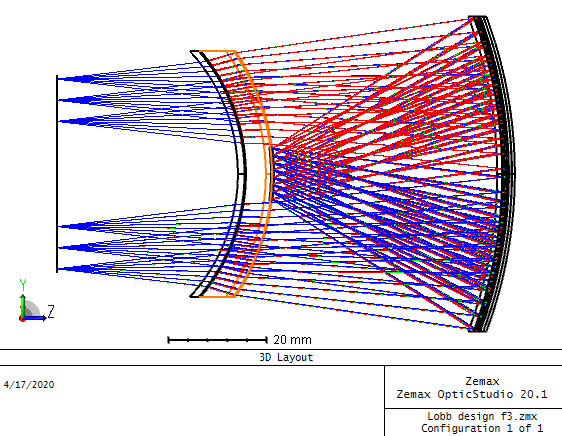 Y
Z
20 mm
3D Layout
4/17/2020
Zemax
Zemax OpticStudio 20.1
Lobb design f3.zmx
Configuration 1 of 1